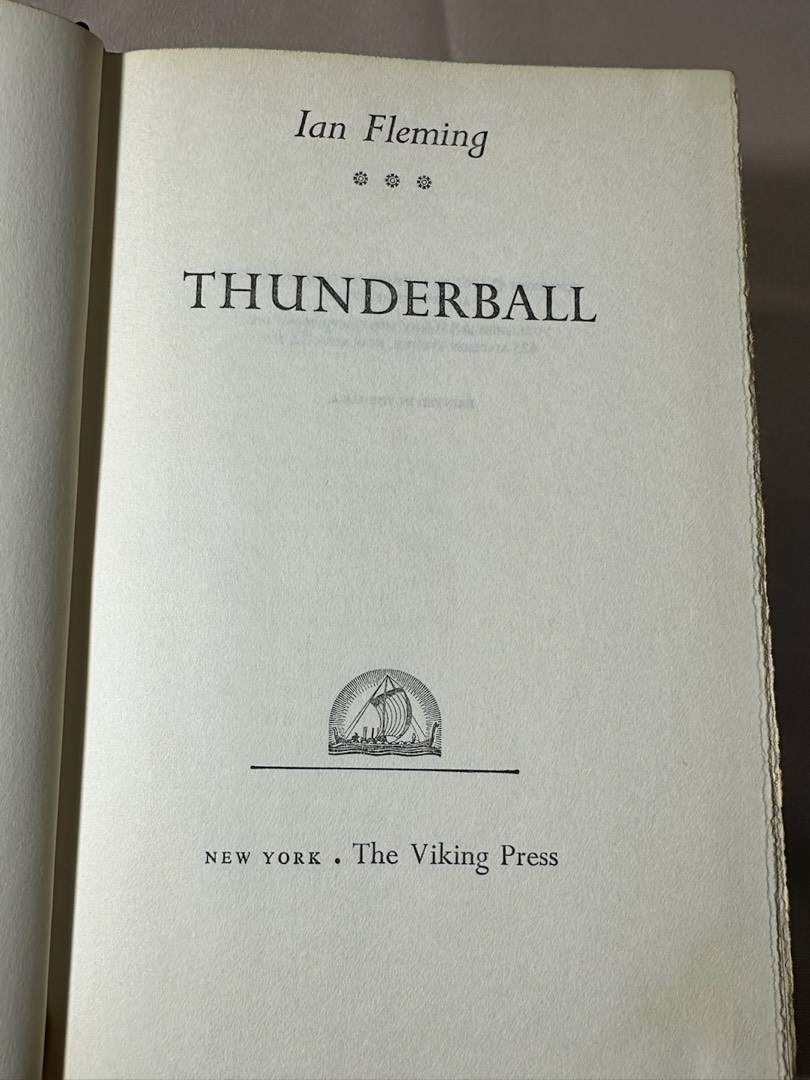 Ian Fleming
THUNDERBALL
NEW YORK . The Viking Press